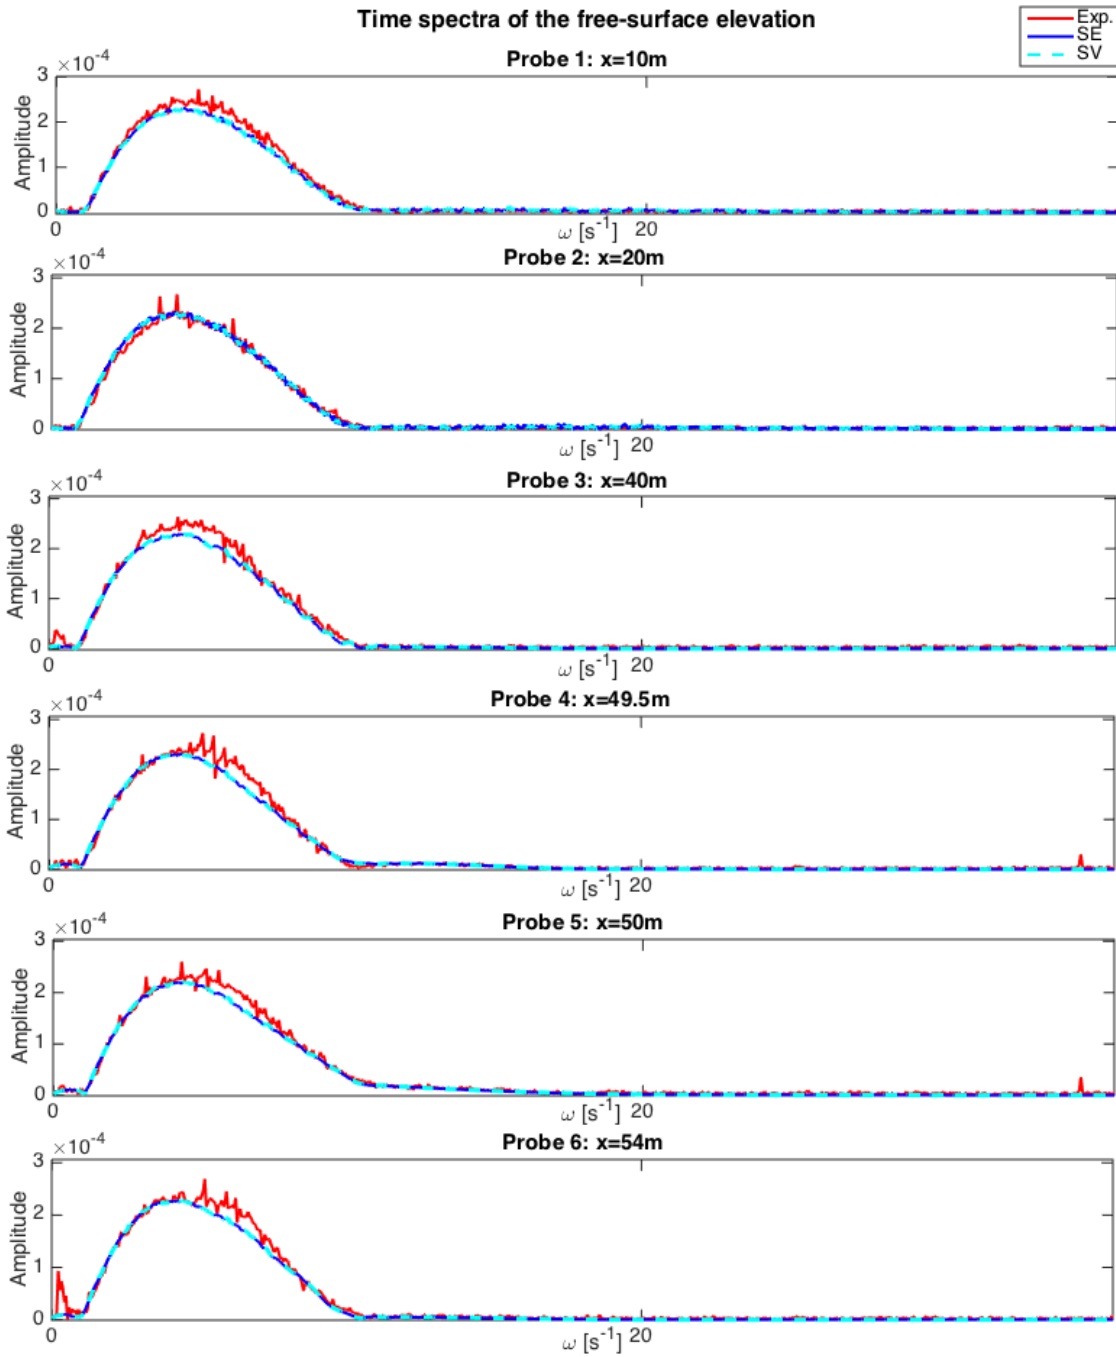 Time spectra of the free-surface elevation
Exp.
SE
SV
Probe 1: x=10m
×10⁻⁴
3
2
1
0
Amplitude
0
ω [s⁻¹]
20
Probe 2: x=20m
×10⁻⁴
3
2
1
0
Amplitude
0
ω [s⁻¹]
20
Probe 3: x=40m
×10⁻⁴
3
2
1
0
Amplitude
0
ω [s⁻¹]
20
Probe 4: x=49.5m
×10⁻⁴
3
2
1
0
Amplitude
0
ω [s⁻¹]
20
Probe 5: x=50m
×10⁻⁴
3
2
1
0
Amplitude
0
ω [s⁻¹]
20
Probe 6: x=54m
×10⁻⁴
3
2
1
0
Amplitude
0
ω [s⁻¹]
20